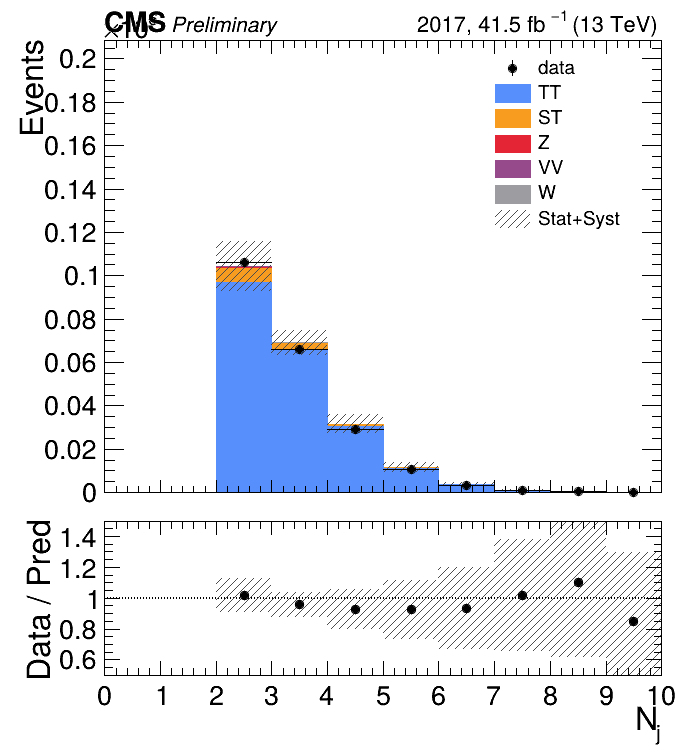 CMS Preliminary 2017, 41.5 fb⁻¹ (13 TeV)
Events
0.2
0.18
0.16
0.14
0.12
0.1
0.08
0.06
0.04
0.02
0
data
TT
ST
Z
VV
W
Stat+Syst
Data / Pred
1.4
1.2
1
0.8
0.6
0 1 2 3 4 5 6 7 8 9 10
N_j